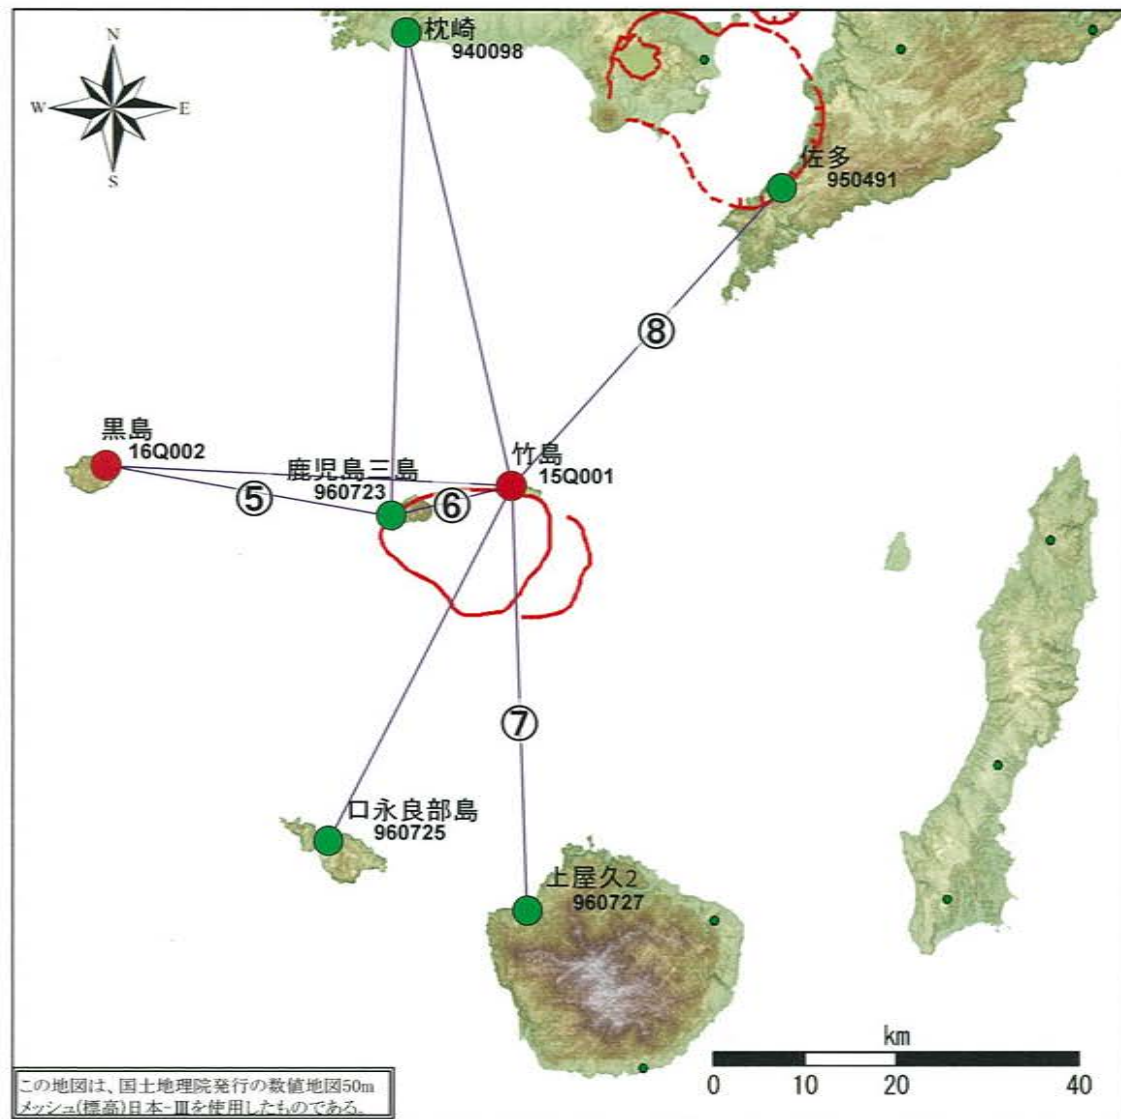 枕崎
940098
N
W
E
S
佐多
950491
⑧
黒島
16Q002
竹島
15Q001
鹿児島三島
960723
⑤
⑥
⑦
口永良部島
960725
上屋久2
960727
km
0 10 20 40
この地図は、国土地理院発行の数値地図50m
メッシュ(標高)日本-Ⅲを使用したものである。